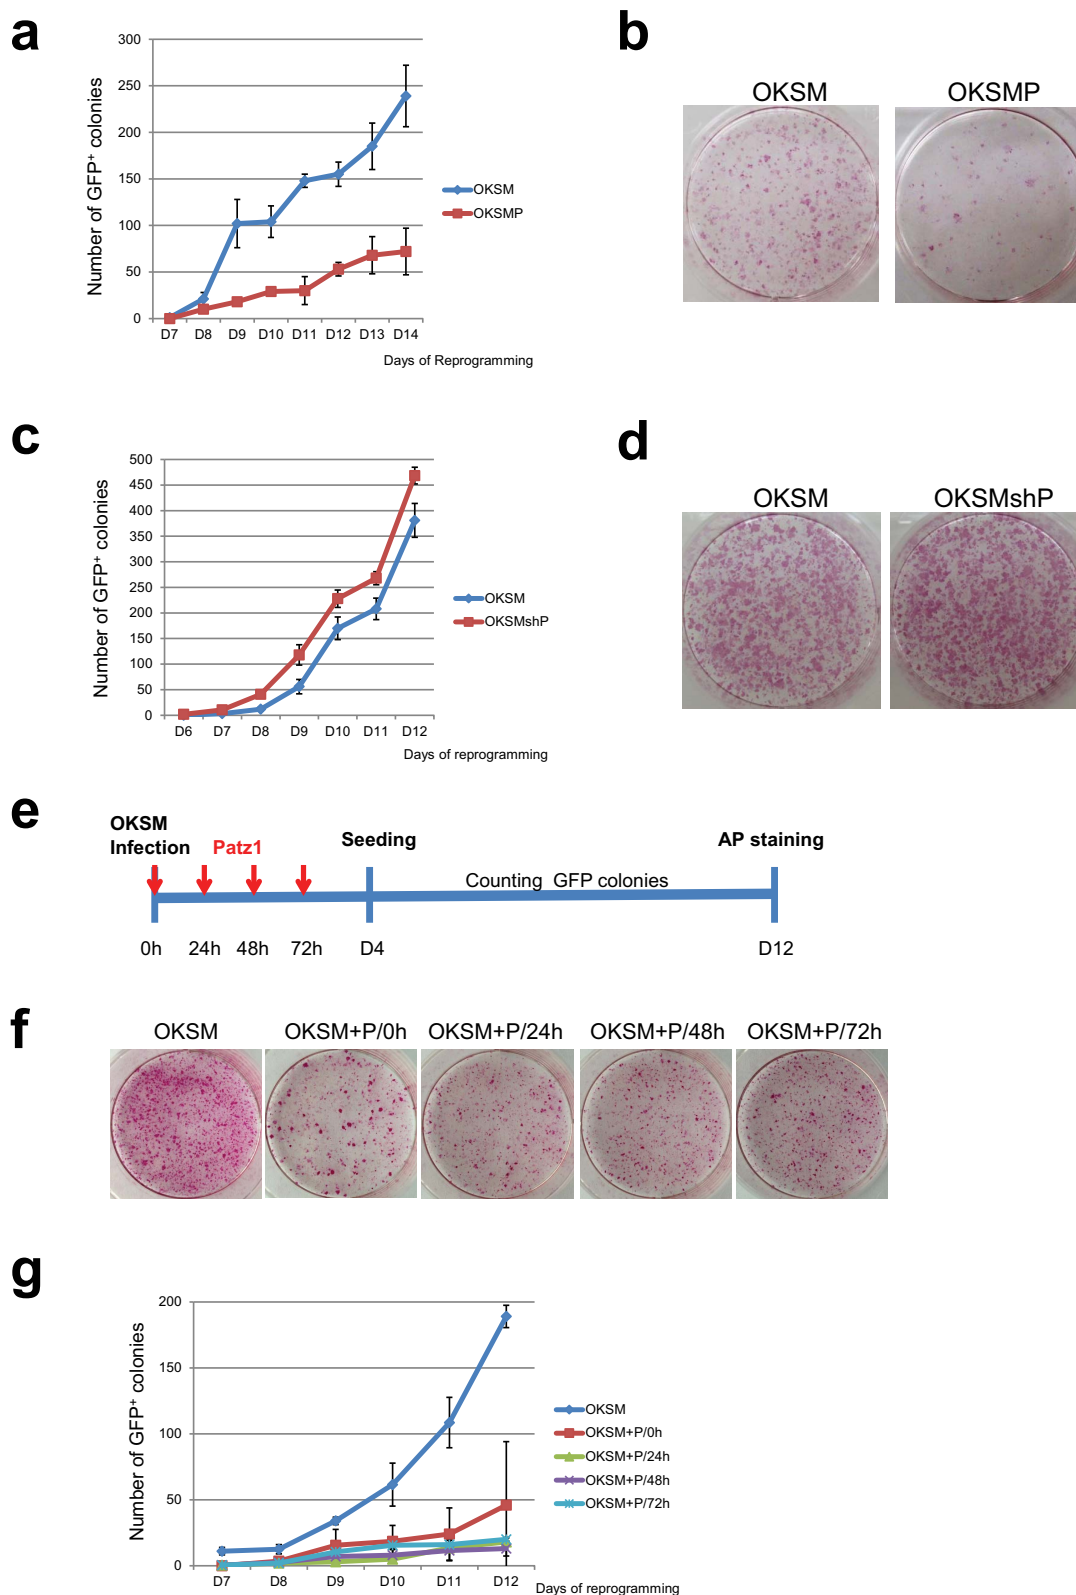 a
300
250
200
150
100
50
0
Number of GFP+ colonies
D7 D8 D9 D10 D11 D12 D13 D14
Days of Reprogramming
OKSM
OKSMP
b
OKSM OKSMP
c
500
450
400
350
300
250
200
150
100
50
0
Number of GFP+ colonies
D6 D7 D8 D9 D10 D11 D12
Days of reprogramming
OKSM
OKSMshP
d
OKSM OKSMshP
e
OKSM
Infection Patz1 Seeding AP staining
Counting GFP colonies
0h 24h 48h 72h D4 D12
f
OKSM OKSM+P/0h OKSM+P/24h OKSM+P/48h OKSM+P/72h
g
200
150
100
50
0
Number of GFP+ colonies
D7 D8 D9 D10 D11 D12
Days of reprogramming
OKSM
OKSM+P/0h
OKSM+P/24h
OKSM+P/48h
OKSM+P/72h